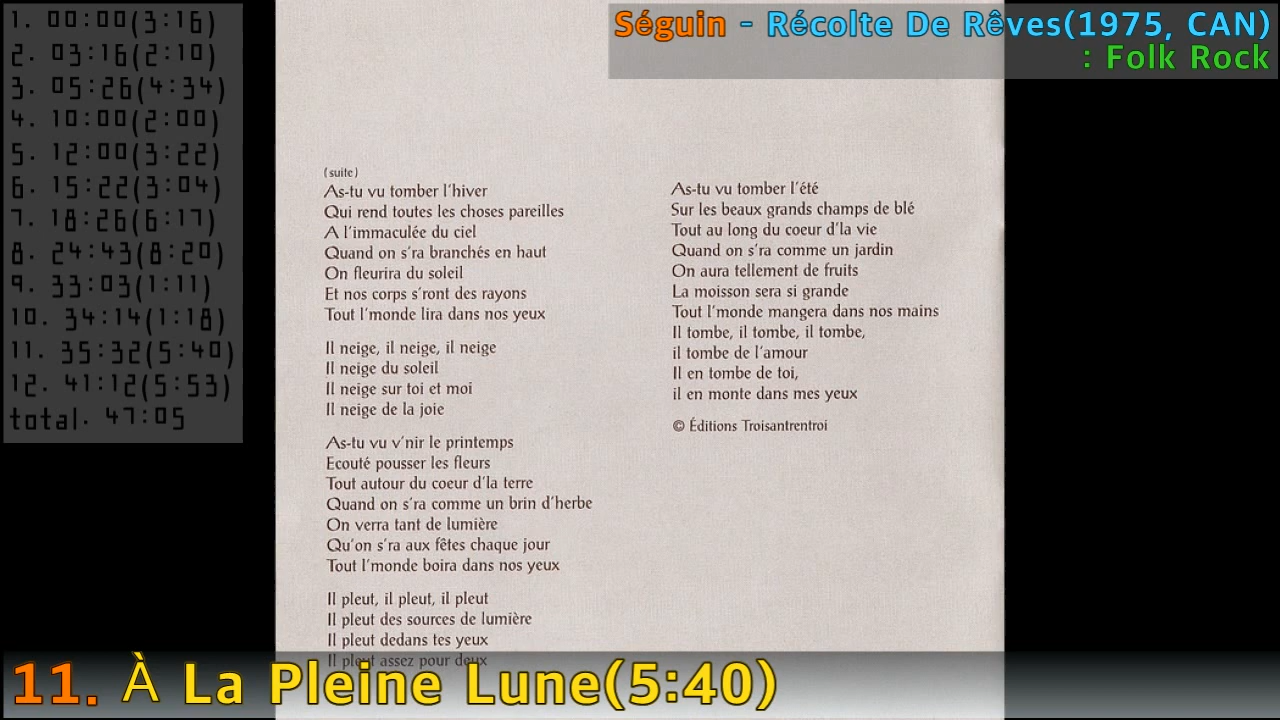 1. 00:00(3:16)
2. 03:16(2:10)
3. 05:26(4:34)
4. 10:00(2:00)
5. 12:00(3:22)
6. 15:22(3:04)
7. 18:26(6:17)
8. 24:43(8:20)
9. 33:03(1:11)
10. 34:14(1:18)
11. 35:32(5:40)
12. 41:12(5:53)
total. 47:05
Séguin - Récolte De Rêves(1975, CAN)
: Folk Rock
(suite)
As-tu vu tomber l'hiver
Qui rend toutes les choses pareilles
A l'immaculée du ciel
Quand on s'ra branchés en haut
On fleurira du soleil
Et nos corps s'ront des rayons
Tout l'monde lira dans nos yeux
Il neige, il neige, il neige
Il neige du soleil
Il neige sur toi et moi
Il neige de la joie
As-tu vu v'nir le printemps
Ecouté pousser les fleurs
Tout autour du coeur d'la terre
Quand on s'ra comme un brin d'herbe
On verra tant de lumière
Qu'on s'ra aux fêtes chaque jour
Tout l'monde boira dans nos yeux
Il pleut, il pleut, il pleut
Il pleut des sources de lumière
Il pleut dedans tes yeux
Il pleut assez pour deux
As-tu vu tomber l'été
Sur les beaux grands champs de blé
Tout au long du coeur d'la vie
Quand on s'ra comme un jardin
On aura tellement de fruits
La moisson sera si grande
Tout l'monde mangera dans nos mains
Il tombe, il tombe, il tombe,
il tombe de l'amour
Il en tombe de toi,
il en monte dans mes yeux
© Éditions Troisantrentroi
11. À La Pleine Lune(5:40)